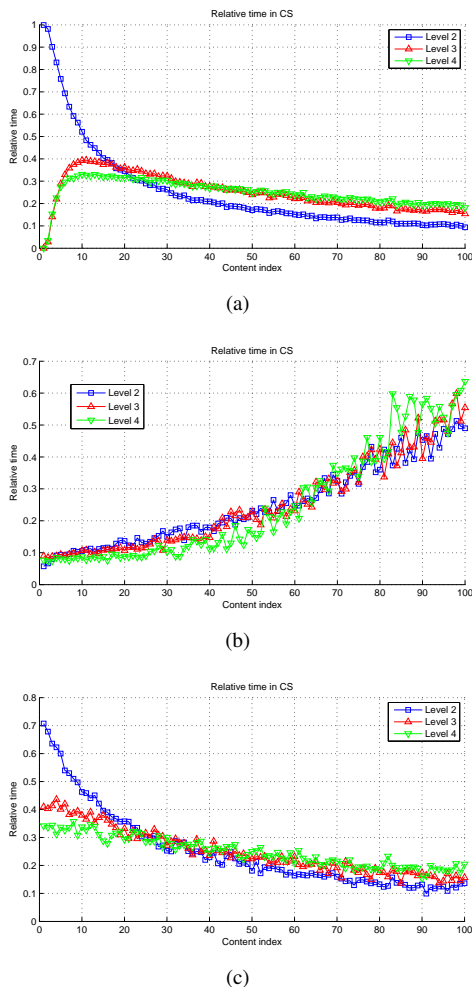 Relative time in CS
1
0.9
0.8
0.7
0.6
0.5
0.4
0.3
0.2
0.1
0
Relative time
Level 2
Level 3
Level 4
0 10 20 30 40 50 60 70 80 90 100
Content index
(a)
Relative time in CS
0.7
0.6
0.5
0.4
0.3
0.2
0.1
0
Relative time
Level 2
Level 3
Level 4
0 10 20 30 40 50 60 70 80 90 100
Content index
(b)
Relative time in CS
0.8
0.7
0.6
0.5
0.4
0.3
0.2
0.1
0
Relative time
Level 2
Level 3
Level 4
0 10 20 30 40 50 60 70 80 90 100
Content index
(c)